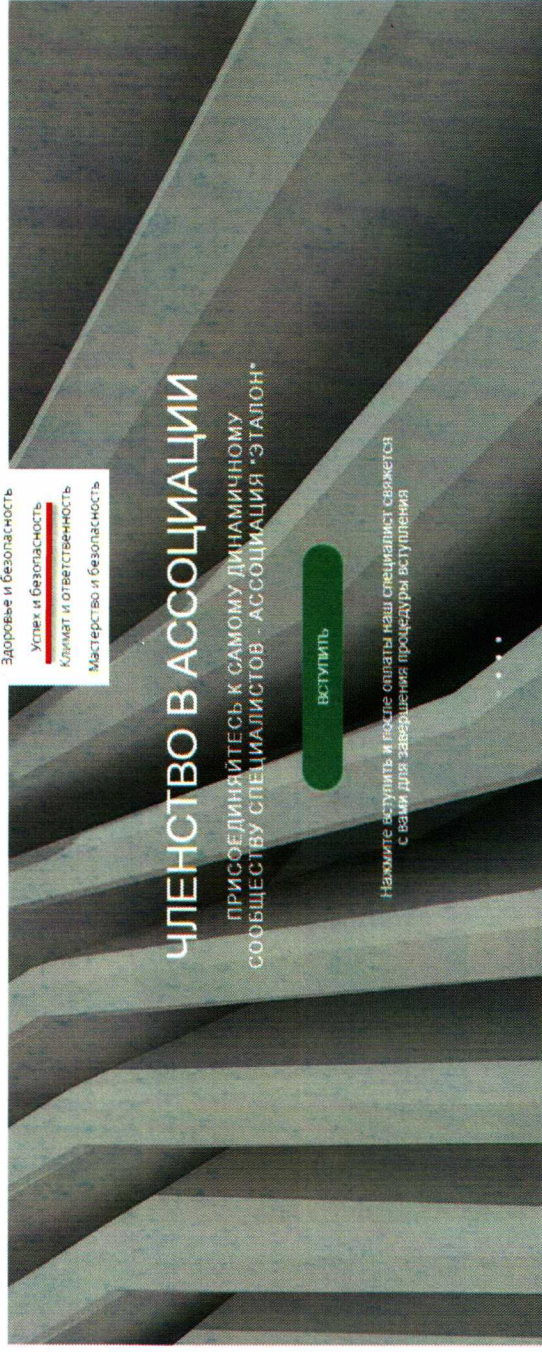 Здоровье и безопасность
Успех и безопасность
Климат и ответственность
Мастерство и безопасность
ЧЛЕНСТВО В АССОЦИАЦИИ
ПРИСОЕДИНЯЙТЕСЬ К САМОМУ ДИНАМИЧНОМУ
СООБЩЕСТВУ СПЕЦИАЛИСТОВ - АССОЦИАЦИЯ "ЭТАЛОН"
ВСТУПИТЬ
Нажмите вступить и после оплаты наш специалист свяжется
с вами для завершения процедуры вступления